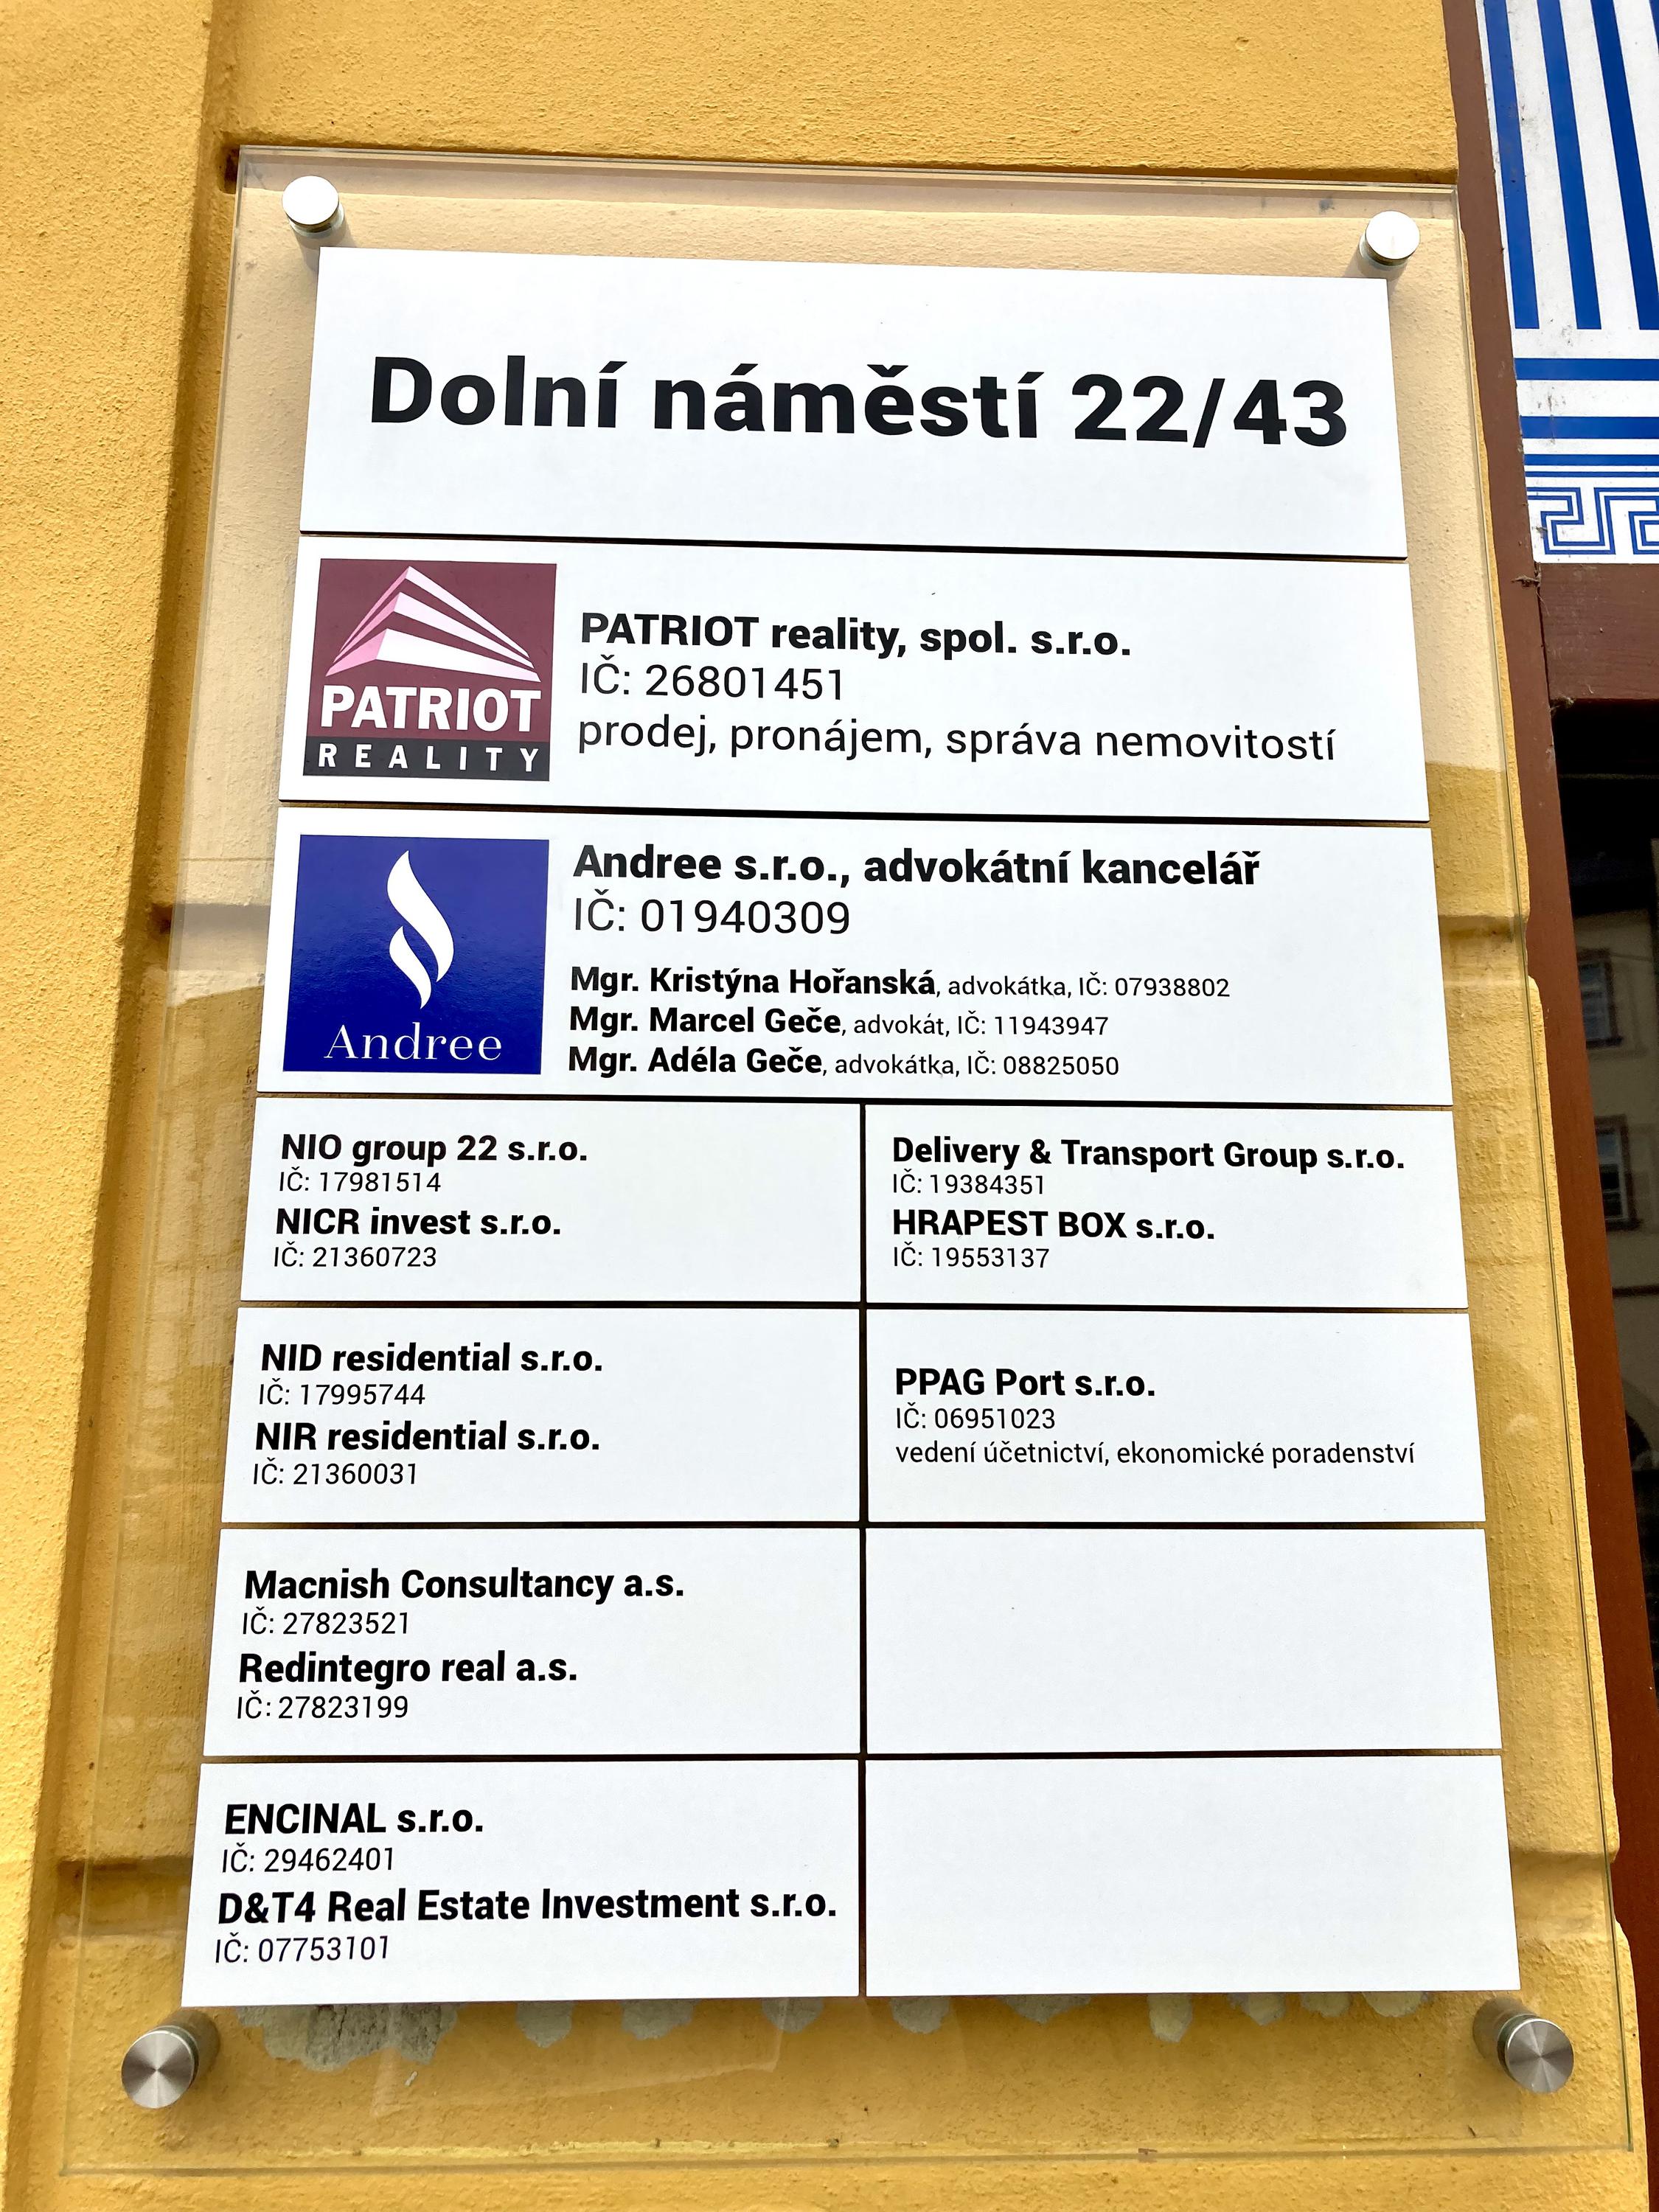 Dolní náměstí 22/43
PATRIOT
REALITY
PATRIOT reality, spol. s.r.o.
IČ: 26801451
prodej, pronájem, správa nemovitostí
Andree
Andree s.r.o., advokátní kancelář
IČ: 01940309
Mgr. Kristýna Hořanská, advokátka, IČ: 07938802
Mgr. Marcel Geče, advokát, IČ: 11943947
Mgr. Adéla Geče, advokátka, IČ: 08825050
NIO group 22 s.r.o.
IČ: 17981514
NICR invest s.r.o.
IČ: 21360723
Delivery & Transport Group s.r.o.
IČ: 19384351
HRAPEST BOX s.r.o.
IČ: 19553137
NID residential s.r.o.
IČ: 17995744
NIR residential s.r.o.
IČ: 21360031
PPAG Port s.r.o.
IČ: 06951023
vedení účetnictví, ekonomické poradenství
Macnish Consultancy a.s.
IČ: 27823521
Redintegro real a.s.
IČ: 27823199
ENCINAL s.r.o.
IČ: 29462401
D&T4 Real Estate Investment s.r.o.
IČ: 07753101